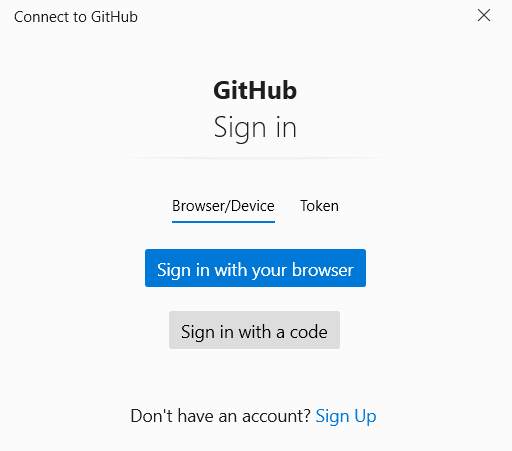 Connect to GitHub
GitHub
Sign in
Browser/Device Token
Sign in with your browser
Sign in with a code
Don't have an account? Sign Up